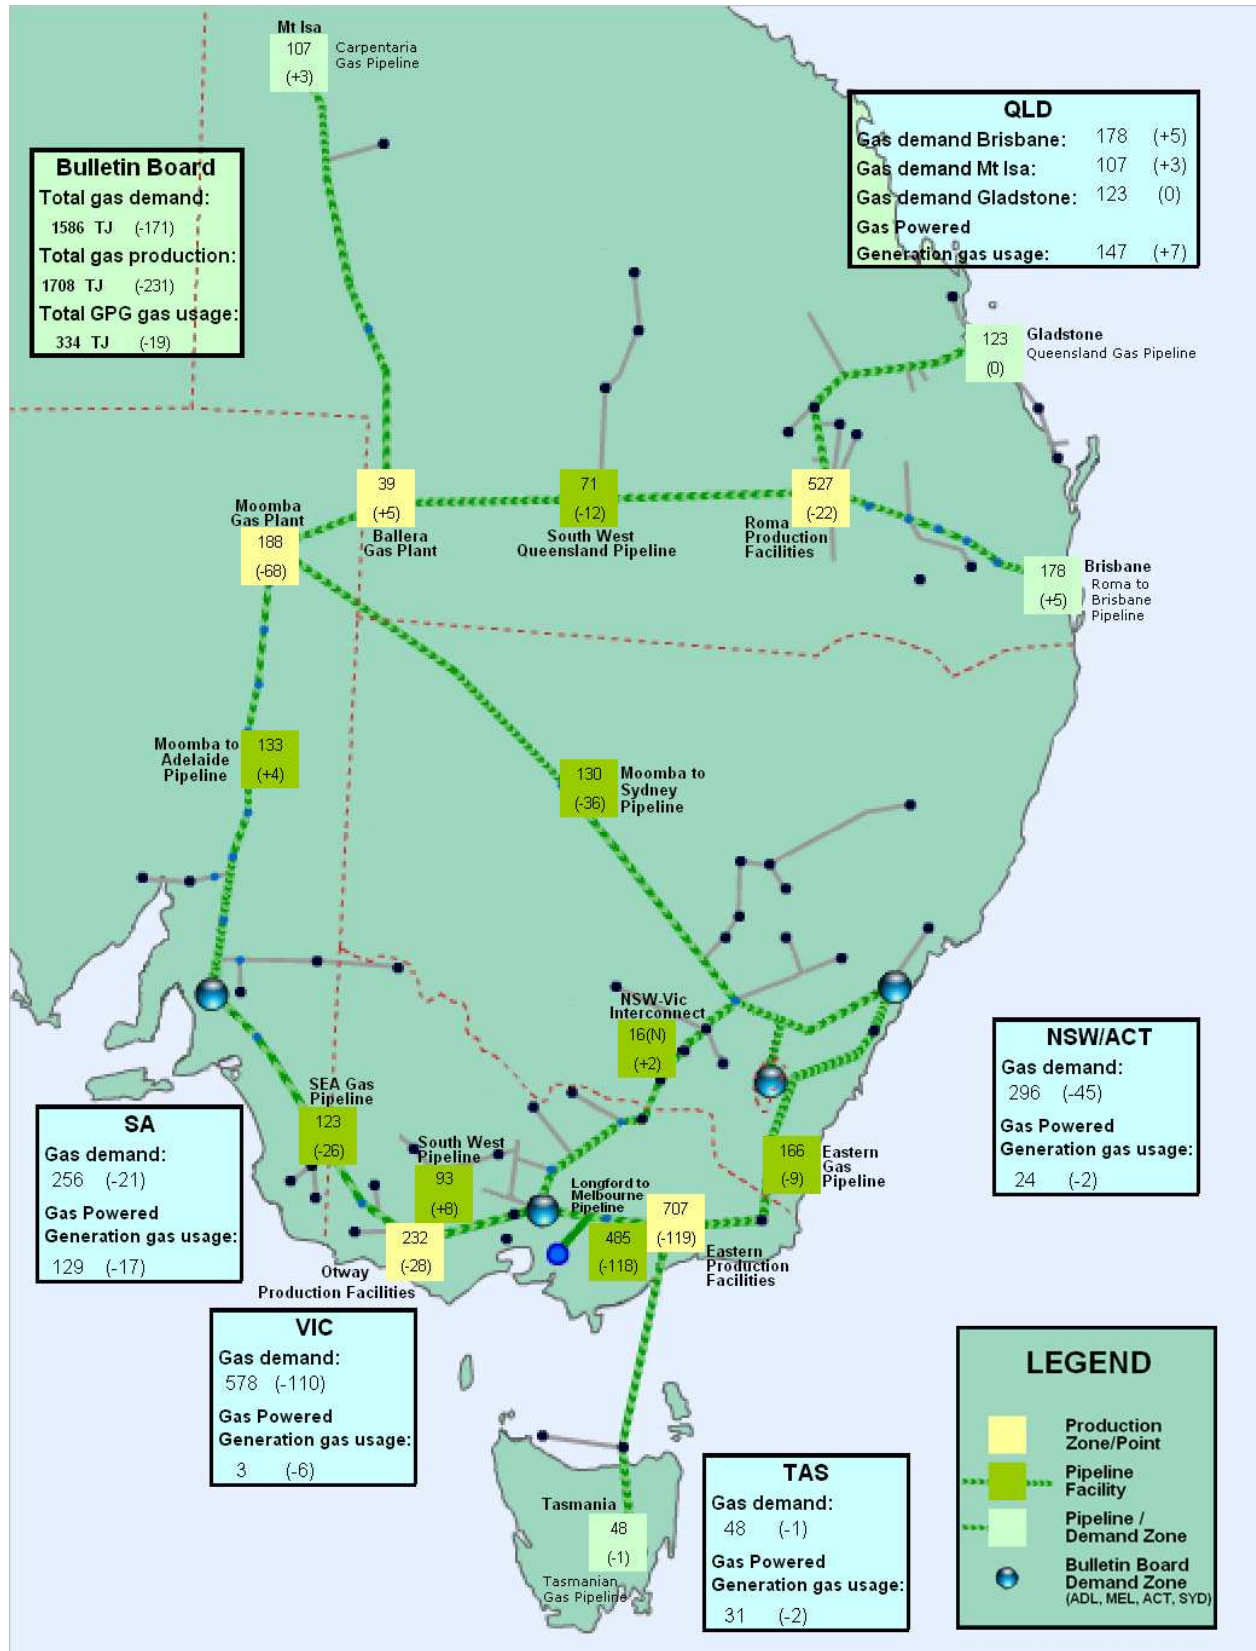 Mt Isa
107
(+3)
Carpentaria
Gas Pipeline
QLD
Gas demand Brisbane: 178 (+5)
Gas demand Mt Isa: 107 (+3)
Gas demand Gladstone: 123 (0)
Gas Powered
Generation gas usage: 147 (+7)
Bulletin Board
Total gas demand:
1586 TJ (-171)
Total gas production:
1708 TJ (-231)
Total GPG gas usage:
334 TJ (-19)
123
(0)
Gladstone
Queensland Gas Pipeline
39
(+5)
Ballera
Gas Plant
71
(-12)
South West
Queensland Pipeline
527
(-22)
Roma
Production
Facilities
Moomba
Gas Plant
188
(-68)
178
(+5)
Brisbane
Roma to
Brisbane
Pipeline
Moomba to
Adelaide
Pipeline
133
(+4)
130
(-36)
Moomba to
Sydney
Pipeline
NSW-Vic
Interconnect
16(N)
(+2)
NSW/ACT
Gas demand:
296 (-45)
Gas Powered
Generation gas usage:
24 (-2)
SEA Gas
Pipeline
123
(-26)
SA
Gas demand:
256 (-21)
Gas Powered
Generation gas usage:
129 (-17)
South West
Pipeline
93
(+8)
Longford to
Melbourne
Pipeline
485
(-118)
707
(-119)
Eastern
Production
Facilities
166
(-9)
Eastern
Gas
Pipeline
232
(-28)
Otway
Production Facilities
VIC
Gas demand:
578 (-110)
Gas Powered
Generation gas usage:
3 (-6)
Tasmania
48
(-1)
Tasmanian
Gas Pipeline
TAS
Gas demand:
48 (-1)
Gas Powered
Generation gas usage:
31 (-2)
LEGEND
Production
Zone/Point
Pipeline
Facility
Pipeline /
Demand Zone
Bulletin Board
Demand Zone
(ADL, MEL, ACT, SYD)